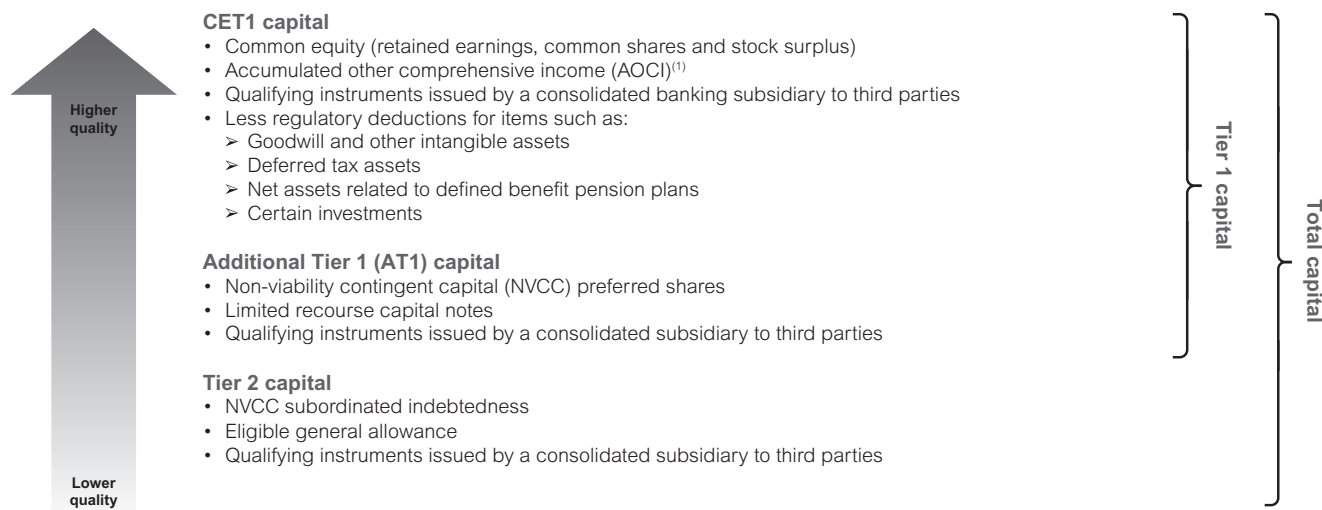 CET1 capital
• Common equity (retained earnings, common shares and stock surplus)
• Accumulated other comprehensive income (AOCI)(1)
• Qualifying instruments issued by a consolidated banking subsidiary to third parties
• Less regulatory deductions for items such as:
➢ Goodwill and other intangible assets
➢ Deferred tax assets
➢ Net assets related to defined benefit pension plans
➢ Certain investments
Additional Tier 1 (AT1) capital
• Non-viability contingent capital (NVCC) preferred shares
• Limited recourse capital notes
• Qualifying instruments issued by a consolidated subsidiary to third parties
Tier 2 capital
• NVCC subordinated indebtedness
• Eligible general allowance
• Qualifying instruments issued by a consolidated subsidiary to third parties
Higher
quality
Lower
quality
Tier 1 capital
Total capital